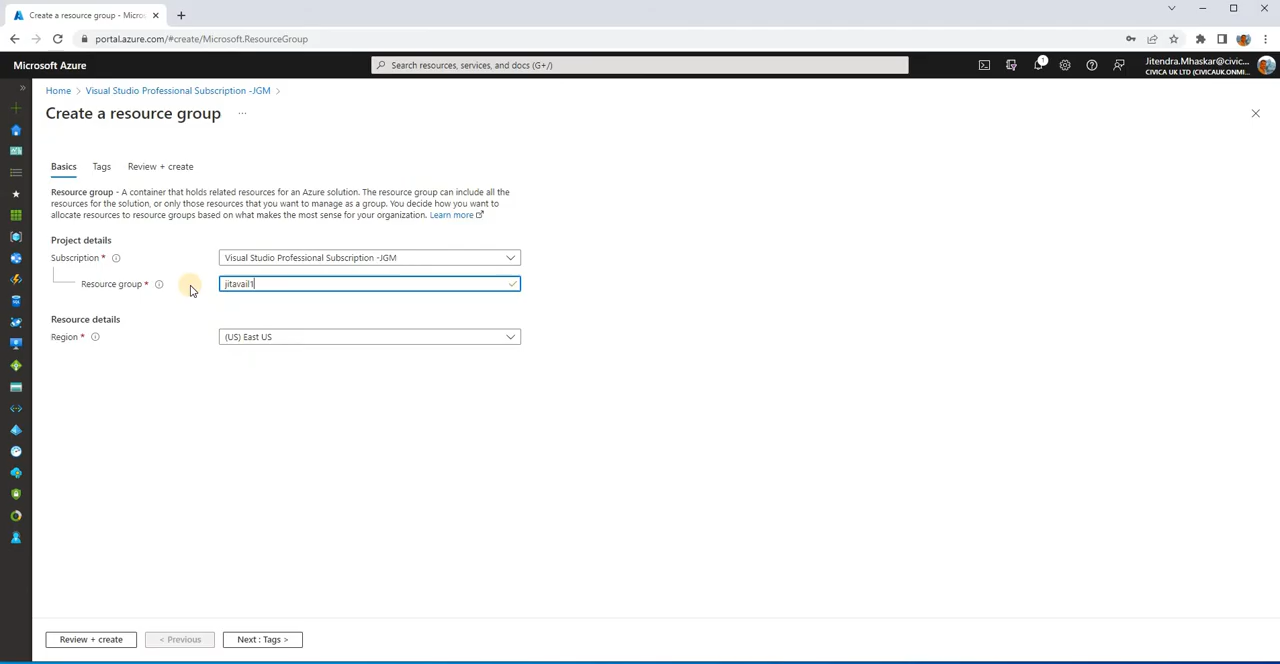 Create a resource group - Micros
portal.azure.com/#create/Microsoft.ResourceGroup
Microsoft Azure
Search resources, services, and docs (G+/)
1
Jitendra.Mhaskar@civic...
CIVICA UK LTD (CIVICAUK.ONMI...
Home > Visual Studio Professional Subscription -JGM >
Create a resource group ...
Basics Tags Review + create
Resource group - A container that holds related resources for an Azure solution. The resource group can include all the
resources for the solution, or only those resources that you want to manage as a group. You decide how you want to
allocate resources to resource groups based on what makes the most sense for your organization. Learn more
Project details
Subscription * Visual Studio Professional Subscription -JGM
Resource group * jitavail1
Resource details
Region * (US) East US
Review + create < Previous Next : Tags >